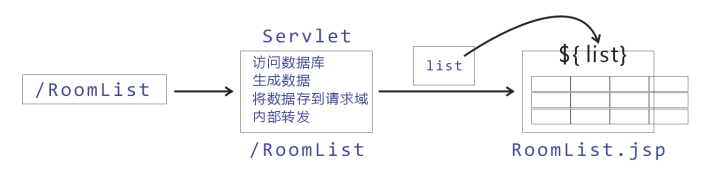 /RoomList
Servlet
访问数据库
生成数据
将数据存到请求域
内部转发
/RoomList
list
${ list}
RoomList.jsp